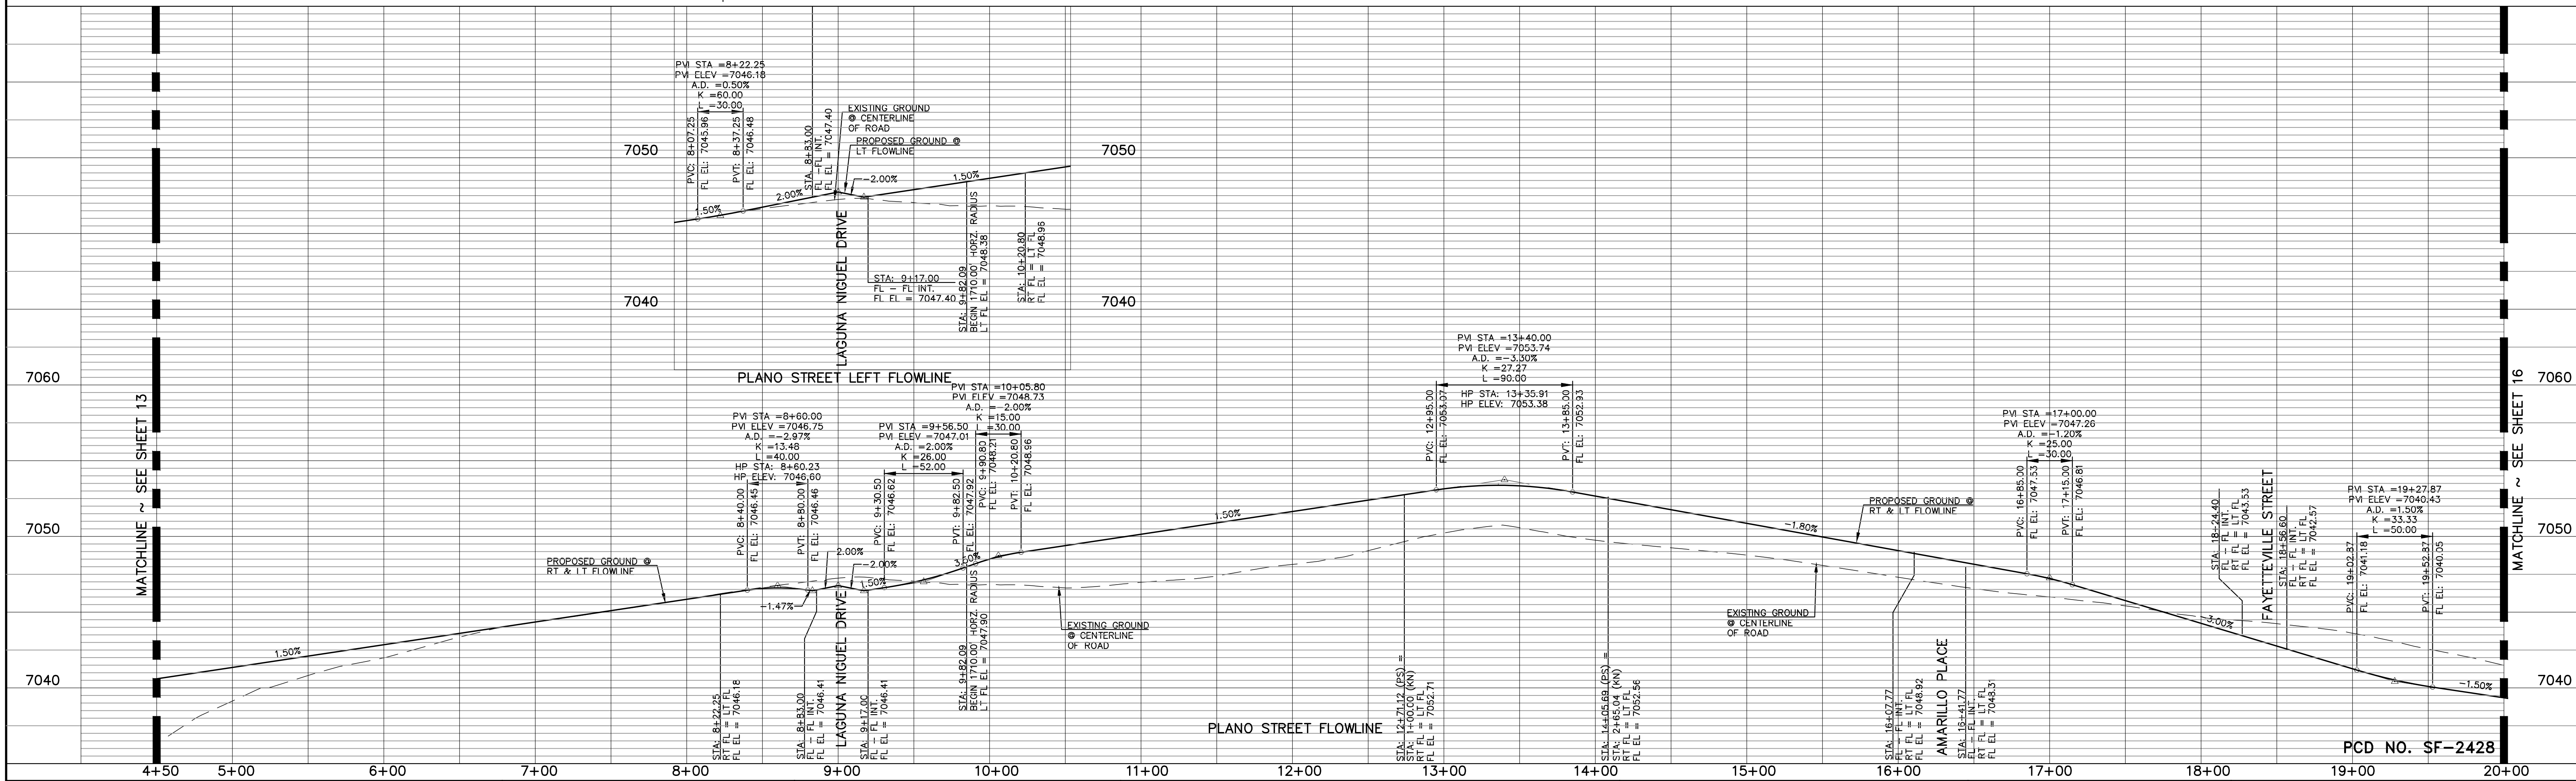 PVI STA =8+22.25
PVI ELEV =7046.18
A.D. =0.50%
K =60.00
L =30.00
PVC: 8+07.25
FL EL: 7045.96
PVT: 8+37.25
FL EL: 7046.48
STA: 8+83.00
FL - FL INT.
FL EL = 7047.40
EXISTING GROUND
@ CENTERLINE
OF ROAD
PROPOSED GROUND @
LT FLOWLINE
7050
7050
1.50%
2.00%
-2.00%
1.50%
LAGUNA NIGUEL DRIVE
STA: 9+17.00
FL - FL INT.
FL EL = 7047.40
STA: 9+82.09
BEGIN 1710.00' HORZ. RADIUS
LT FL EL = 7048.38
STA: 10+20.80
RT FL = LT FL
FL EL = 7048.96
7040
7040
PLANO STREET LEFT FLOWLINE
7060
7060
MATCHLINE ~ SEE SHEET 13
MATCHLINE ~ SEE SHEET 16
PVI STA =8+60.00
PVI ELEV =7046.75
A.D. =-2.97%
K =13.48
L =40.00
HP STA: 8+60.23
HP ELEV: 7046.60
PVC: 8+40.00
FL EL: 7046.45
PVT: 8+80.00
FL EL: 7046.46
PVI STA =9+56.50
PVI ELEV =7047.01
A.D. =2.00%
K =26.00
L =52.00
PVC: 9+30.50
FL EL: 7046.62
PVT: 9+82.50
FL EL: 7047.92
PVI STA =10+05.80
PVI ELEV =7048.73
A.D. =-2.00%
K =15.00
L =30.00
PVC: 9+90.80
FL EL: 7048.21
PVT: 10+20.80
FL EL: 7048.96
PVI STA =13+40.00
PVI ELEV =7053.74
A.D. =-3.30%
K =27.27
L =90.00
HP STA: 13+35.91
HP ELEV: 7053.38
PVC: 12+95.00
FL EL: 7053.07
PVT: 13+85.00
FL EL: 7052.93
PVI STA =17+00.00
PVI ELEV =7047.26
A.D. =-1.20%
K =25.00
L =30.00
PVC: 16+85.00
FL EL: 7047.53
PVT: 17+15.00
FL EL: 7046.81
PVI STA =19+27.87
PVI ELEV =7040.43
A.D. =1.50%
K =33.33
L =50.00
PVC: 19+02.87
FL EL: 7041.18
PVT: 19+52.87
FL EL: 7040.05
7050
7050
PROPOSED GROUND @
RT & LT FLOWLINE
PROPOSED GROUND @
RT & LT FLOWLINE
1.50%
-1.47%
2.00%
-2.00%
1.50%
3.50%
1.50%
-1.80%
-3.00%
-1.50%
EXISTING GROUND
@ CENTERLINE
OF ROAD
EXISTING GROUND
@ CENTERLINE
OF ROAD
7040
7040
STA: 8+22.25
RT FL = LT FL
FL EL = 7046.18
STA: 8+83.00
FL - FL INT.
FL EL = 7046.41
LAGUNA NIGUEL DRIVE
STA: 9+17.00
FL - FL INT.
FL EL = 7046.41
STA: 9+82.09
BEGIN 1710.00' HORZ. RADIUS
LT FL EL = 7047.90
STA: 12+71.12 (PS) =
STA: 1+00.00 (KN)
RT FL = LT FL
FL EL = 7052.71
STA: 14+05.69 (PS) =
STA: 2+65.04 (KN)
RT FL = LT FL
FL EL = 7052.56
STA: 16+07.77
FL - FL INT.
RT FL = LT FL
FL EL = 7048.92
AMARILLO PLACE
STA: 16+41.77
FL - FL INT.
RT FL = LT FL
FL EL = 7048.31
STA: 18+24.40
FL - FL INT.
RT FL = LT FL
FL EL = 7043.53
FAYETTEVILLE STREET
STA: 18+56.60
FL - FL INT.
RT FL = LT FL
FL EL = 7042.57
PLANO STREET FLOWLINE
PCD NO. SF-2428
4+50
5+00
6+00
7+00
8+00
9+00
10+00
11+00
12+00
13+00
14+00
15+00
16+00
17+00
18+00
19+00
20+00